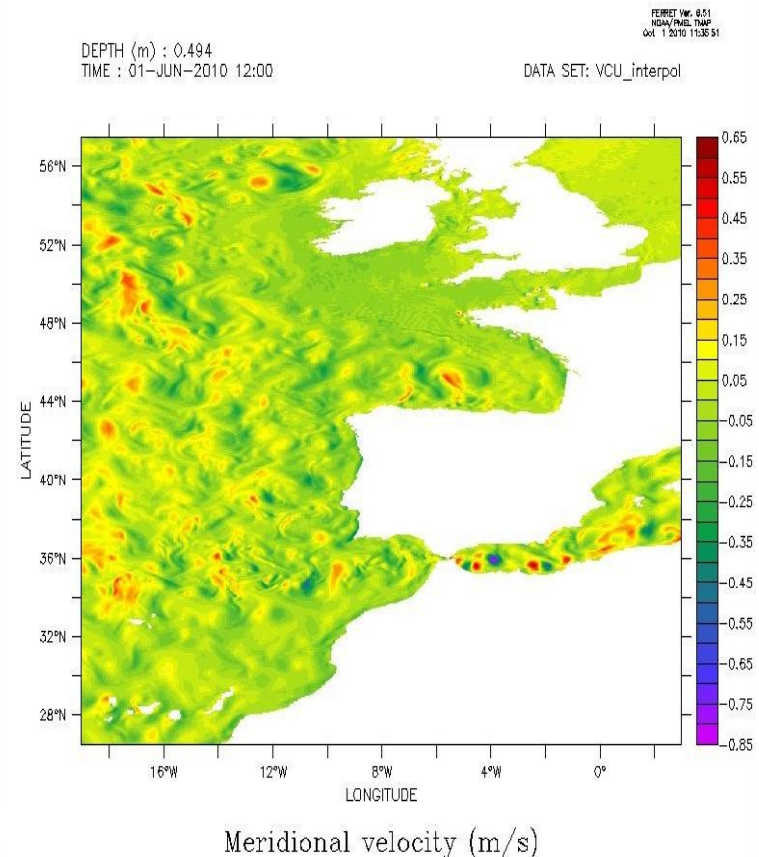 FERRET Ver. 6.51
NOAA/PMEL TMAP
Oct 1 2010 11:35:51
DEPTH (m) : 0.494
TIME : 01-JUN-2010 12:00
DATA SET: VCU_interpol
56°N
52°N
48°N
44°N
40°N
36°N
32°N
28°N
LATITUDE
16°W 12°W 8°W 4°W 0°
LONGITUDE
0.65
0.55
0.45
0.35
0.25
0.15
0.05
-0.05
-0.15
-0.25
-0.35
-0.45
-0.55
-0.65
-0.75
-0.85
Meridional velocity (m/s)